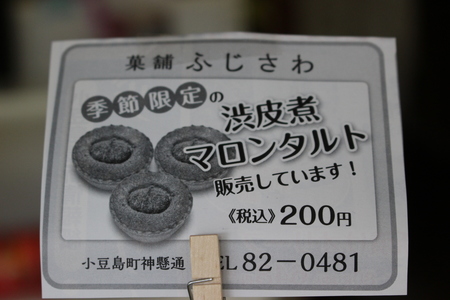 菓舗 ふじさわ
季節限定の
渋皮煮
マロンタルト
販売しています！
《税込》200円
小豆島町神懸通 TEL 82-0481